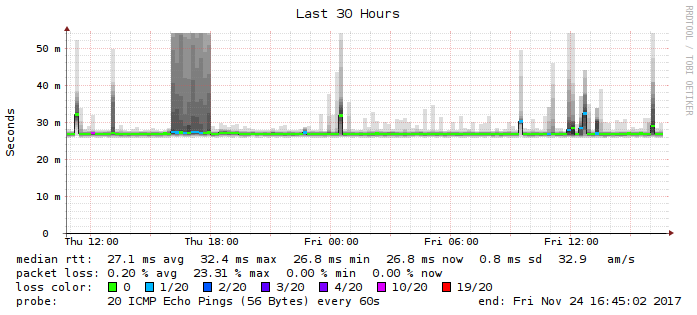 Last 30 Hours
RRDTOOL / TOBI OETIKER
Seconds
50 m
40 m
30 m
20 m
10 m
0
Thu 12:00 Thu 18:00 Fri 00:00 Fri 06:00 Fri 12:00
median rtt: 27.1 ms avg 32.4 ms max 26.8 ms min 26.8 ms now 0.8 ms sd 32.9 am/s
packet loss: 0.20 % avg 23.31 % max 0.00 % min 0.00 % now
loss color: 0 1/20 2/20 3/20 4/20 10/20 19/20
probe: 20 ICMP Echo Pings (56 Bytes) every 60s end: Fri Nov 24 16:45:02 2017